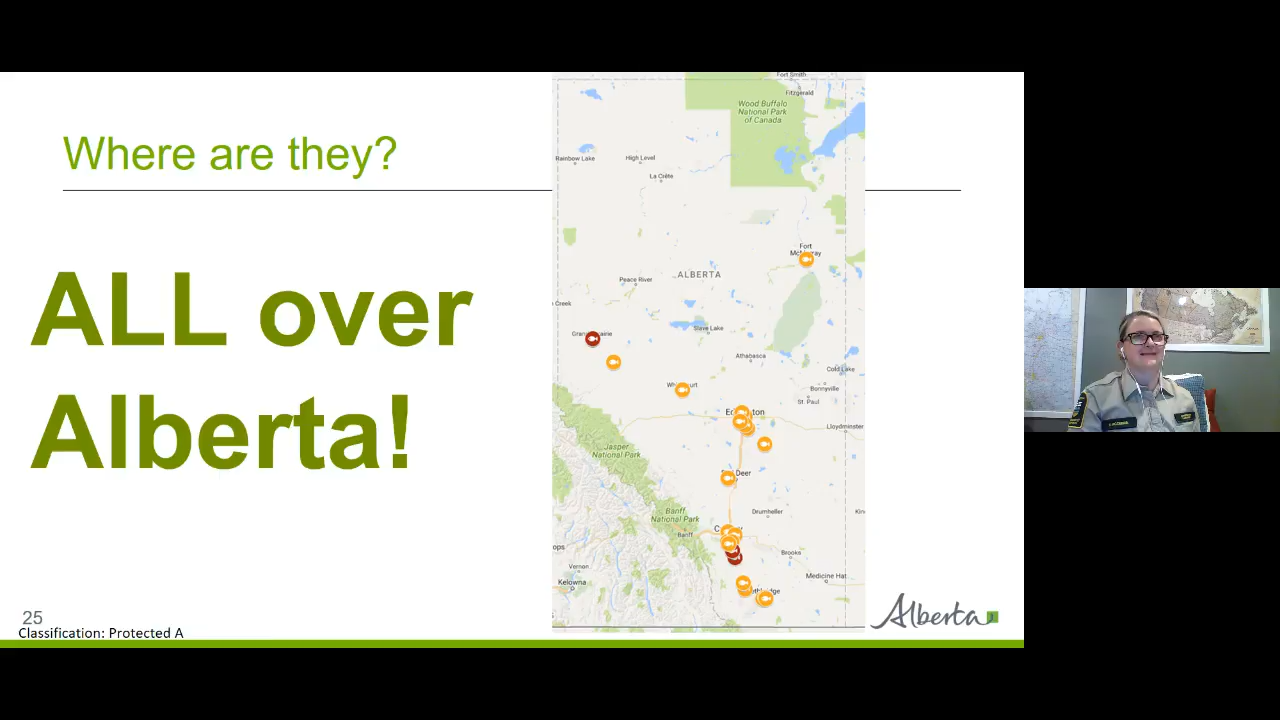 Where are they?
ALL over
Alberta!
Fort Smith
Fitzgerald
Wood Buffalo
National Park
of Canada
Rainbow Lake
High Level
La Crête
Fort
ALBERTA
Peace River
Creek
Slave Lake
Athabasca
Cold Lake
Bonnyville
St. Paul
Lloydminster
Jasper
National Park
Deer
Drumheller
Banff
National Park
Banff
Brooks
Vernon
Medicine Hat
Kelowna
25
Classification: Protected A
Alberta